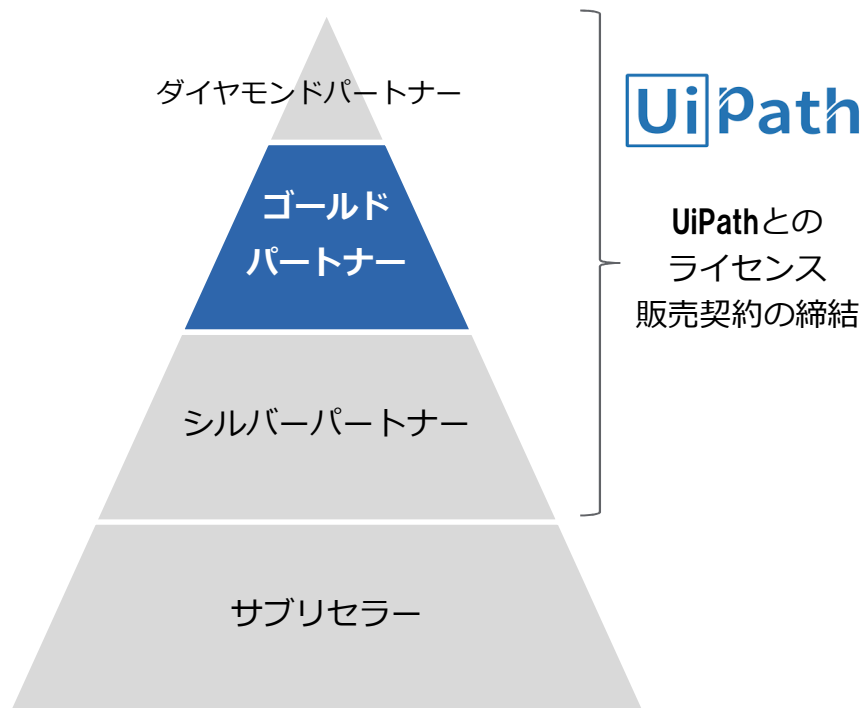 ダイヤモンドパートナー
ゴールド
パートナー
シルバーパートナー
サブリセラー
UiPath
UiPathとの
ライセンス
販売契約の締結